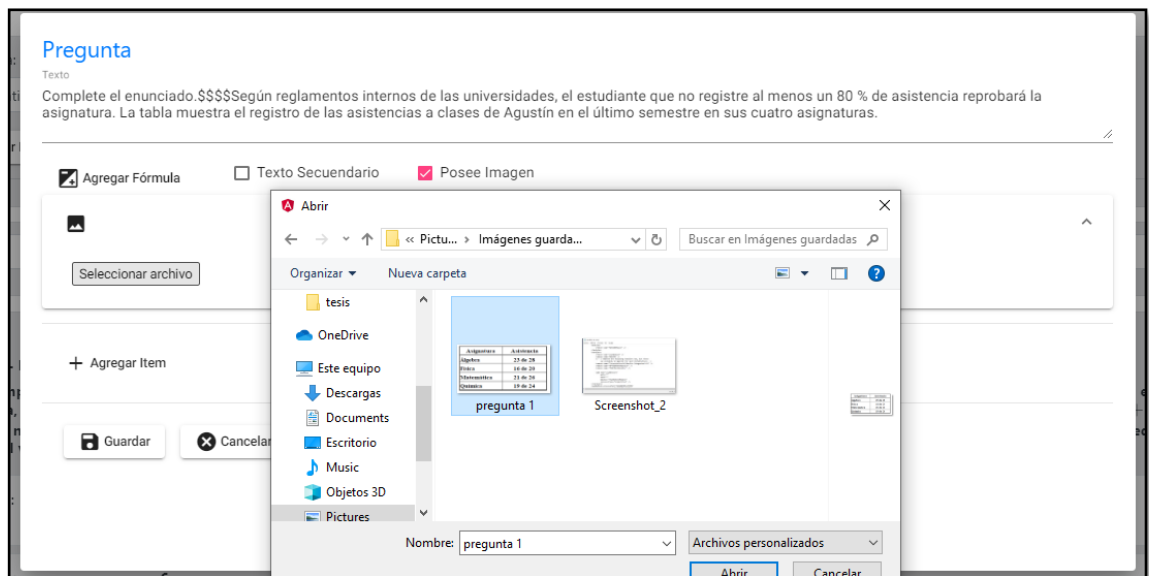 Pregunta
Texto
Complete el enunciado.$$$$Según reglamentos internos de las universidades, el estudiante que no registre al menos un 80 % de asistencia reprobará la
asignatura. La tabla muestra el registro de las asistencias a clases de Agustín en el último semestre en sus cuatro asignaturas.
Agregar Fórmula
Texto Secuendario
Posee Imagen
Abrir
« Pictu... > Imágenes guarda...
Buscar en Imágenes guardadas
Seleccionar archivo
Organizar
Nueva carpeta
tesis
OneDrive
Este equipo
Descargas
Documents
Escritorio
Music
Objetos 3D
Pictures
Asignatura Asistencia
Álgebra 23 de 28
Física 16 de 20
Matemática 21 de 26
Química 19 de 24
pregunta 1
Screenshot_2
+ Agregar Item
Guardar
Cancelar
Nombre: pregunta 1
Archivos personalizados
Abrir
Cancelar